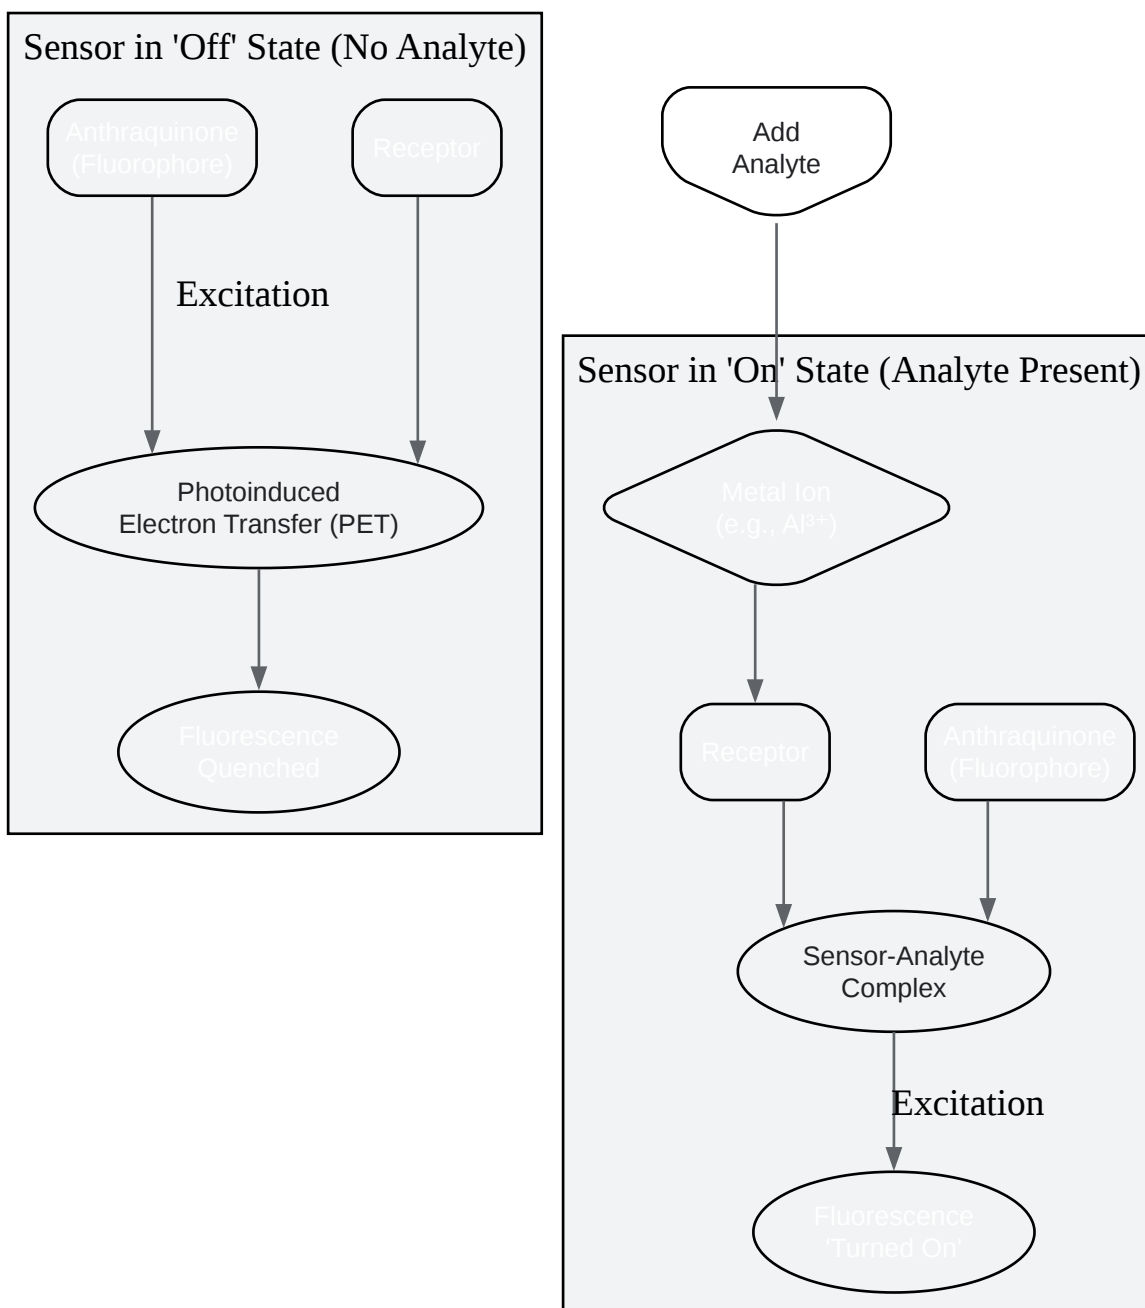 Sensor in 'Off' State (No Analyte)
Anthraquinone
(Fluorophore)
Receptor
Excitation
Photoinduced
Electron Transfer (PET)
Fluorescence
Quenched
Add
Analyte
Sensor in 'On' State (Analyte Present)
Metal Ion
(e.g., Al³⁺)
Receptor
Anthraquinone
(Fluorophore)
Sensor-Analyte
Complex
Excitation
Fluorescence
'Turned On'